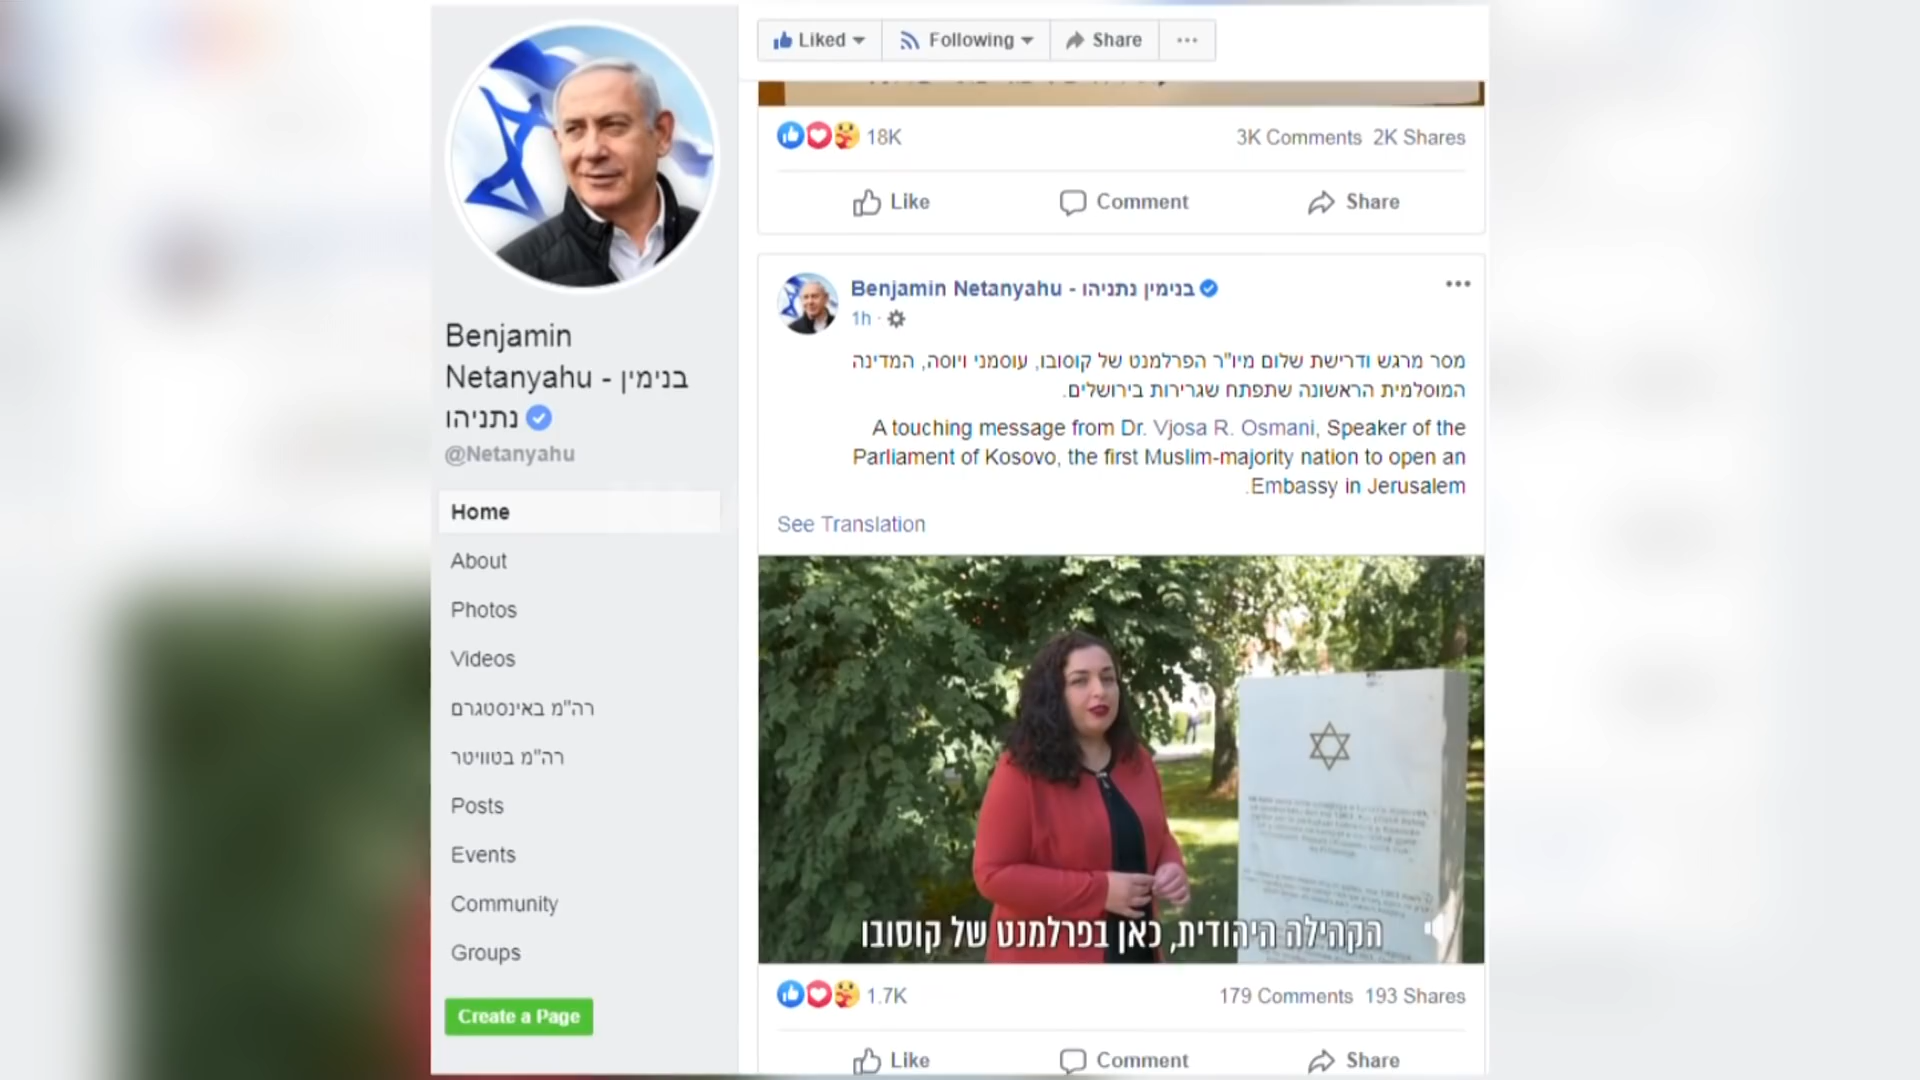 Benjamin
Netanyahu - בנימין
נתניהו
@Netanyahu
Home
About
Photos
Videos
רה"מ באינסטגרם
רה"מ בטוויטר
Posts
Events
Community
Groups
Create a Page
Liked
Following
Share
18K
3K Comments 2K Shares
Like
Comment
Share
Benjamin Netanyahu - בנימין נתניהו
1h
מסר מרגש ודרישת שלום מיו"ר הפרלמנט של קוסובו, עוסמני ויוסה, המדינה
המוסלמית הראשונה שתפתח שגרירות בירושלים.
A touching message from Dr. Vjosa R. Osmani, Speaker of the
Parliament of Kosovo, the first Muslim-majority nation to open an
.Embassy in Jerusalem
See Translation
הקהילה היהודית, כאן בפרלמנט של קוסובו
1.7K
179 Comments 193 Shares
Like
Comment
Share